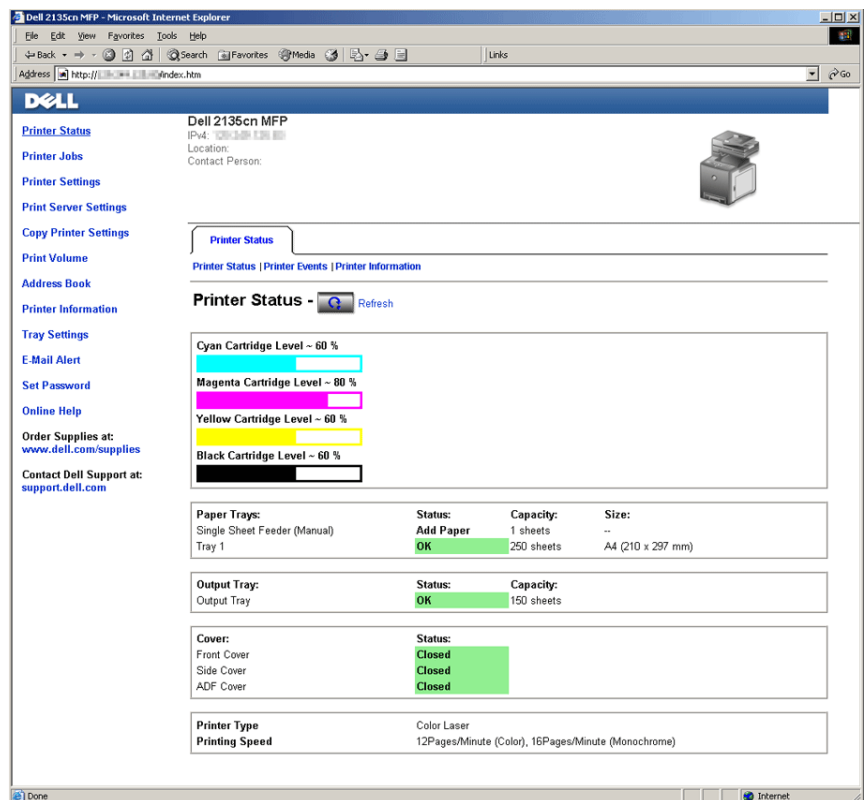 Dell 2135cn MFP - Microsoft Internet Explorer
File Edit View Favorites Tools Help
Back Search Favorites Media Links
Address http:// /index.htm Go
DELL
Printer Status
Printer Jobs
Printer Settings
Print Server Settings
Copy Printer Settings
Print Volume
Address Book
Printer Information
Tray Settings
E-Mail Alert
Set Password
Online Help
Order Supplies at:
www.dell.com/supplies
Contact Dell Support at:
support.dell.com
Dell 2135cn MFP
IPv4:
Location:
Contact Person:
Printer Status
Printer Status | Printer Events | Printer Information
Printer Status - Refresh
Cyan Cartridge Level ~ 60 %
Magenta Cartridge Level ~ 80 %
Yellow Cartridge Level ~ 60 %
Black Cartridge Level ~ 60 %
Paper Trays: Status: Capacity: Size:
Single Sheet Feeder (Manual) Add Paper 1 sheets --
Tray 1 OK 250 sheets A4 (210 x 297 mm)
Output Tray: Status: Capacity:
Output Tray OK 150 sheets
Cover: Status:
Front Cover Closed
Side Cover Closed
ADF Cover Closed
Printer Type Color Laser
Printing Speed 12Pages/Minute (Color), 16Pages/Minute (Monochrome)
Done Internet